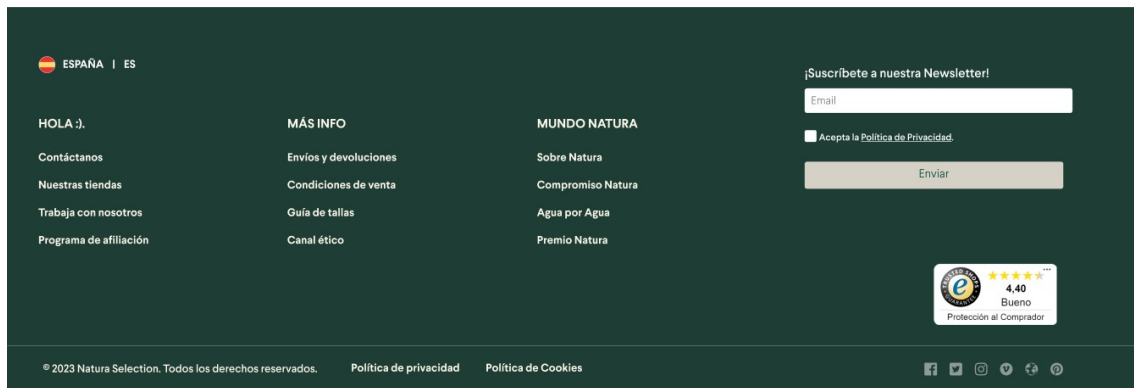 ESPAÑA | ES
HOLA :).
Contáctanos
Nuestras tiendas
Trabaja con nosotros
Programa de afiliación
MÁS INFO
Envíos y devoluciones
Condiciones de venta
Guía de tallas
Canal ético
MUNDO NATURA
Sobre Natura
Compromiso Natura
Agua por Agua
Premio Natura
¡Suscríbete a nuestra Newsletter!
Email
Acepta la Política de Privacidad.
Enviar
TRUSTED SHOPS
GUARANTEE
4,40
Bueno
Protección al Comprador
© 2023 Natura Selection. Todos los derechos reservados. Política de privacidad Política de Cookies